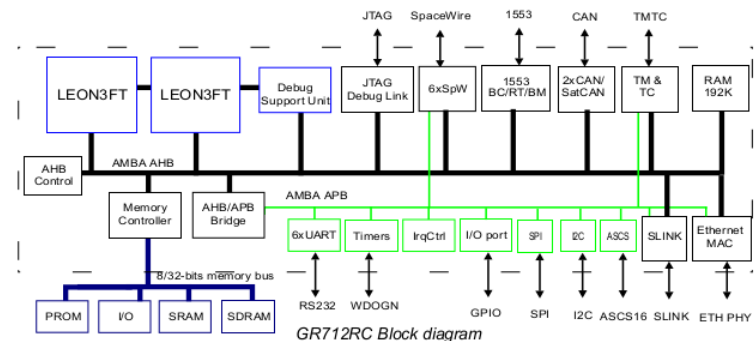 JTAG
SpaceWire
1553
CAN
TMTC
LEON3FT
LEON3FT
Debug
Support Unit
JTAG
Debug Link
6xSpW
1553
BC/RT/BM
2xCAN/
SatCAN
TM &
TC
RAM
192K
AMBA AHB
AHB
Control
Memory
Controller
AHB/APB
Bridge
AMBA APB
6xUART
Timers
IrqCtrl
I/O port
SPI
I2C
ASCS
SLINK
Ethernet
MAC
8/32-bits memory bus
PROM
I/O
SRAM
SDRAM
RS232
WDOGN
GPIO
SPI
I2C
ASCS16
SLINK
ETH PHY
GR712RC Block diagram